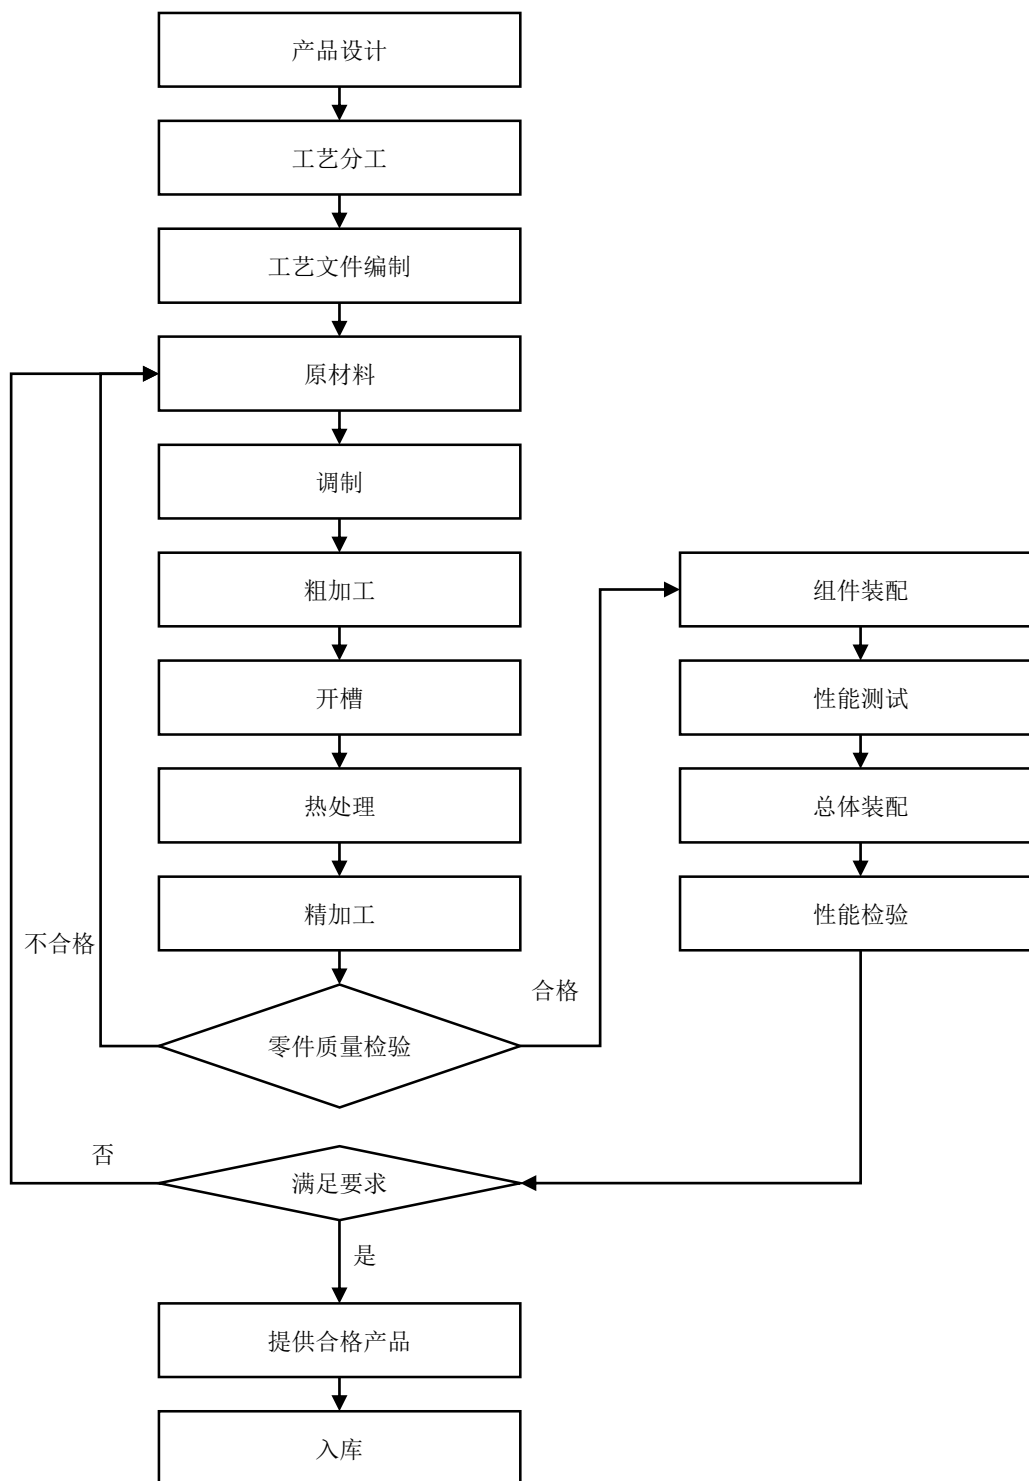 产品设计
工艺分工
工艺文件编制
原材料
调制
粗加工
开槽
热处理
精加工
不合格
零件质量检验
合格
组件装配
性能测试
总体装配
性能检验
否
满足要求
是
提供合格产品
入库